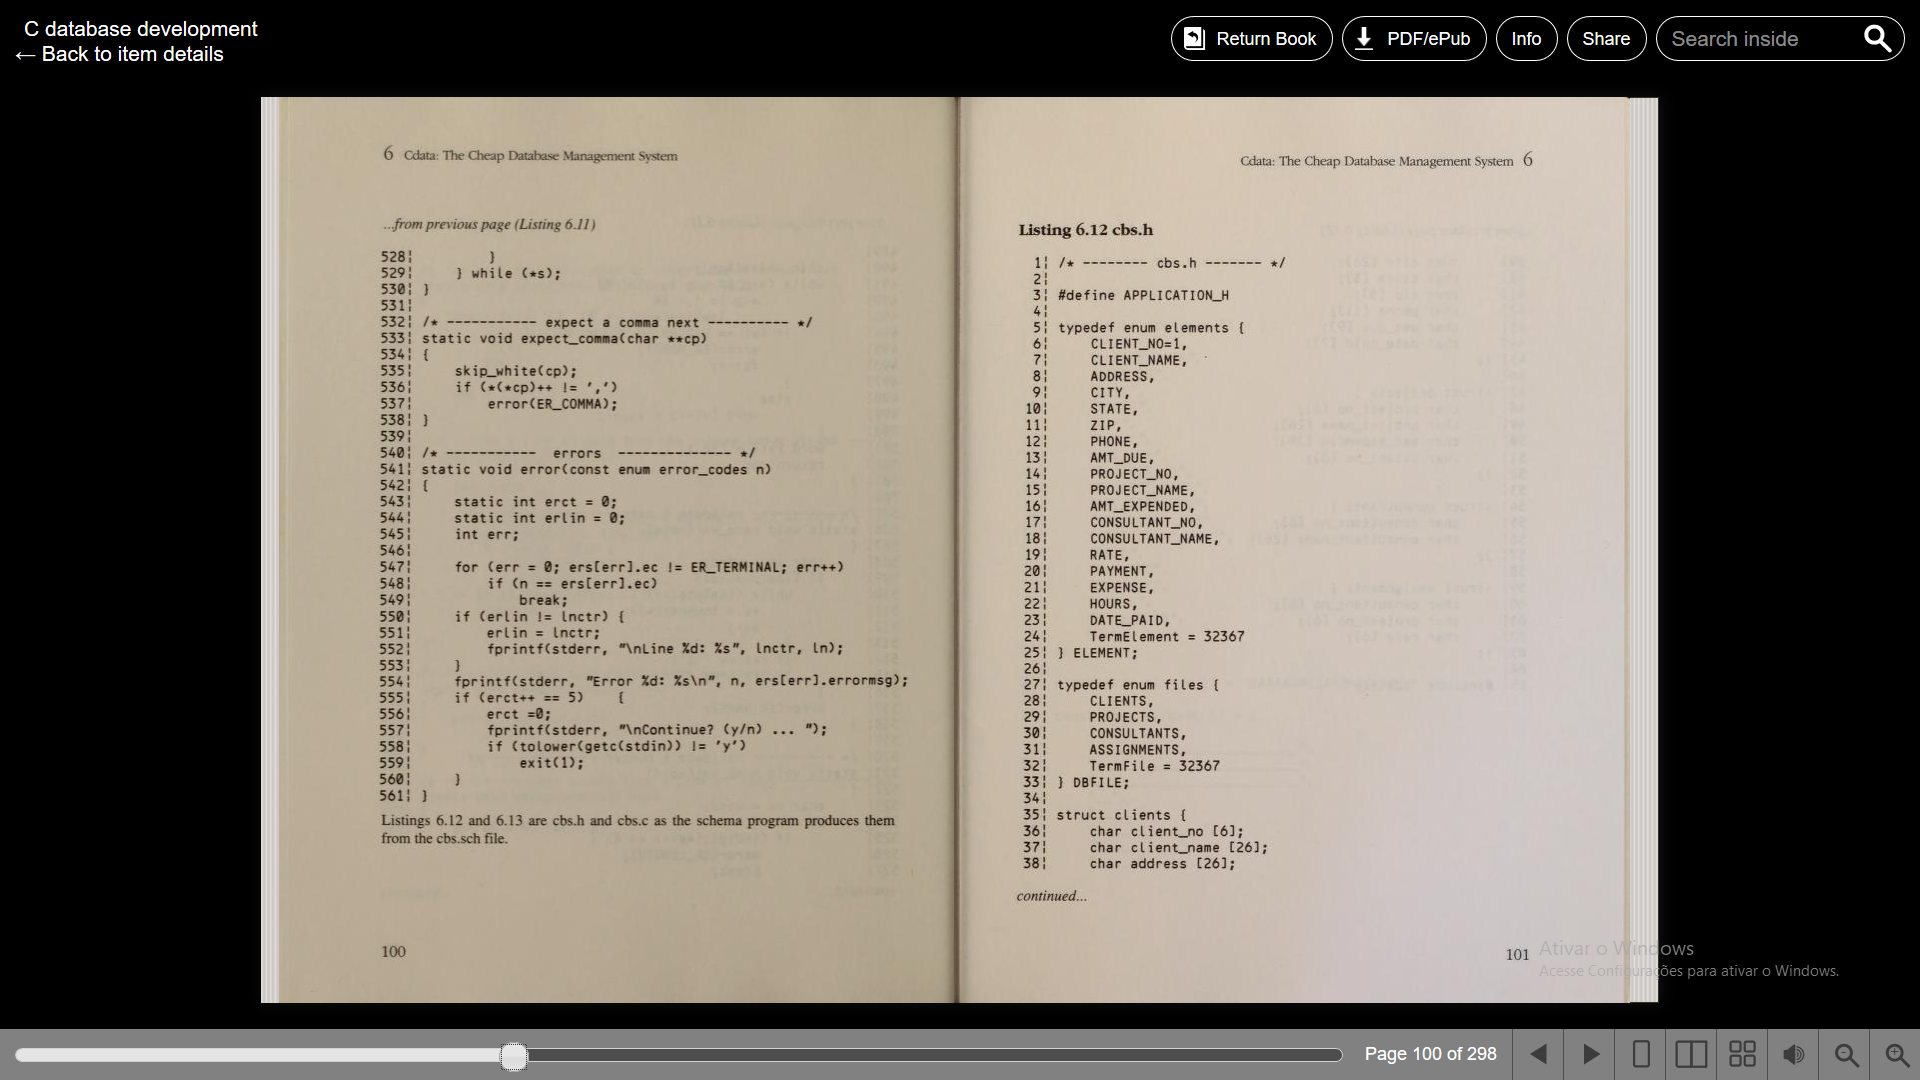 C database development
← Back to item details
Return Book
PDF/ePub
Info
Share
Search inside
6 Cdata: The Cheap Database Management System
...from previous page (Listing 6.11)
528¦ }
529¦ } while (*s);
530¦ }
531¦
532¦ /* ----------- expect a comma next ---------- */
533¦ static void expect_comma(char **cp)
534¦ {
535¦ skip_white(cp);
536¦ if (*(*cp)++ != ',')
537¦ error(ER_COMMA);
538¦ }
539¦
540¦ /* ----------- errors -------------- */
541¦ static void error(const enum error_codes n)
542¦ {
543¦ static int erct = 0;
544¦ static int erlin = 0;
545¦ int err;
546¦
547¦ for (err = 0; ers[err].ec != ER_TERMINAL; err++)
548¦ if (n == ers[err].ec)
549¦ break;
550¦ if (erlin != lnctr) {
551¦ erlin = lnctr;
552¦ fprintf(stderr, "\nLine %d: %s", lnctr, ln);
553¦ }
554¦ fprintf(stderr, "Error %d: %s\n", n, ers[err].errormsg);
555¦ if (erct++ == 5) {
556¦ erct =0;
557¦ fprintf(stderr, "\nContinue? (y/n) ... ");
558¦ if (tolower(getc(stdin)) != 'y')
559¦ exit(1);
560¦ }
561¦ }
Listings 6.12 and 6.13 are cbs.h and cbs.c as the schema program produces them
from the cbs.sch file.
100
Cdata: The Cheap Database Management System 6
Listing 6.12 cbs.h
1¦ /* -------- cbs.h ------- */
2¦
3¦ #define APPLICATION_H
4¦
5¦ typedef enum elements {
6¦ CLIENT_NO=1,
7¦ CLIENT_NAME,
8¦ ADDRESS,
9¦ CITY,
10¦ STATE,
11¦ ZIP,
12¦ PHONE,
13¦ AMT_DUE,
14¦ PROJECT_NO,
15¦ PROJECT_NAME,
16¦ AMT_EXPENDED,
17¦ CONSULTANT_NO,
18¦ CONSULTANT_NAME,
19¦ RATE,
20¦ PAYMENT,
21¦ EXPENSE,
22¦ HOURS,
23¦ DATE_PAID,
24¦ TermElement = 32367
25¦ } ELEMENT;
26¦
27¦ typedef enum files {
28¦ CLIENTS,
29¦ PROJECTS,
30¦ CONSULTANTS,
31¦ ASSIGNMENTS,
32¦ TermFile = 32367
33¦ } DBFILE;
34¦
35¦ struct clients {
36¦ char client_no [6];
37¦ char client_name [26];
38¦ char address [26];
continued...
101
Ativar o Windows
Acesse Configurações para ativar o Windows.
Page 100 of 298